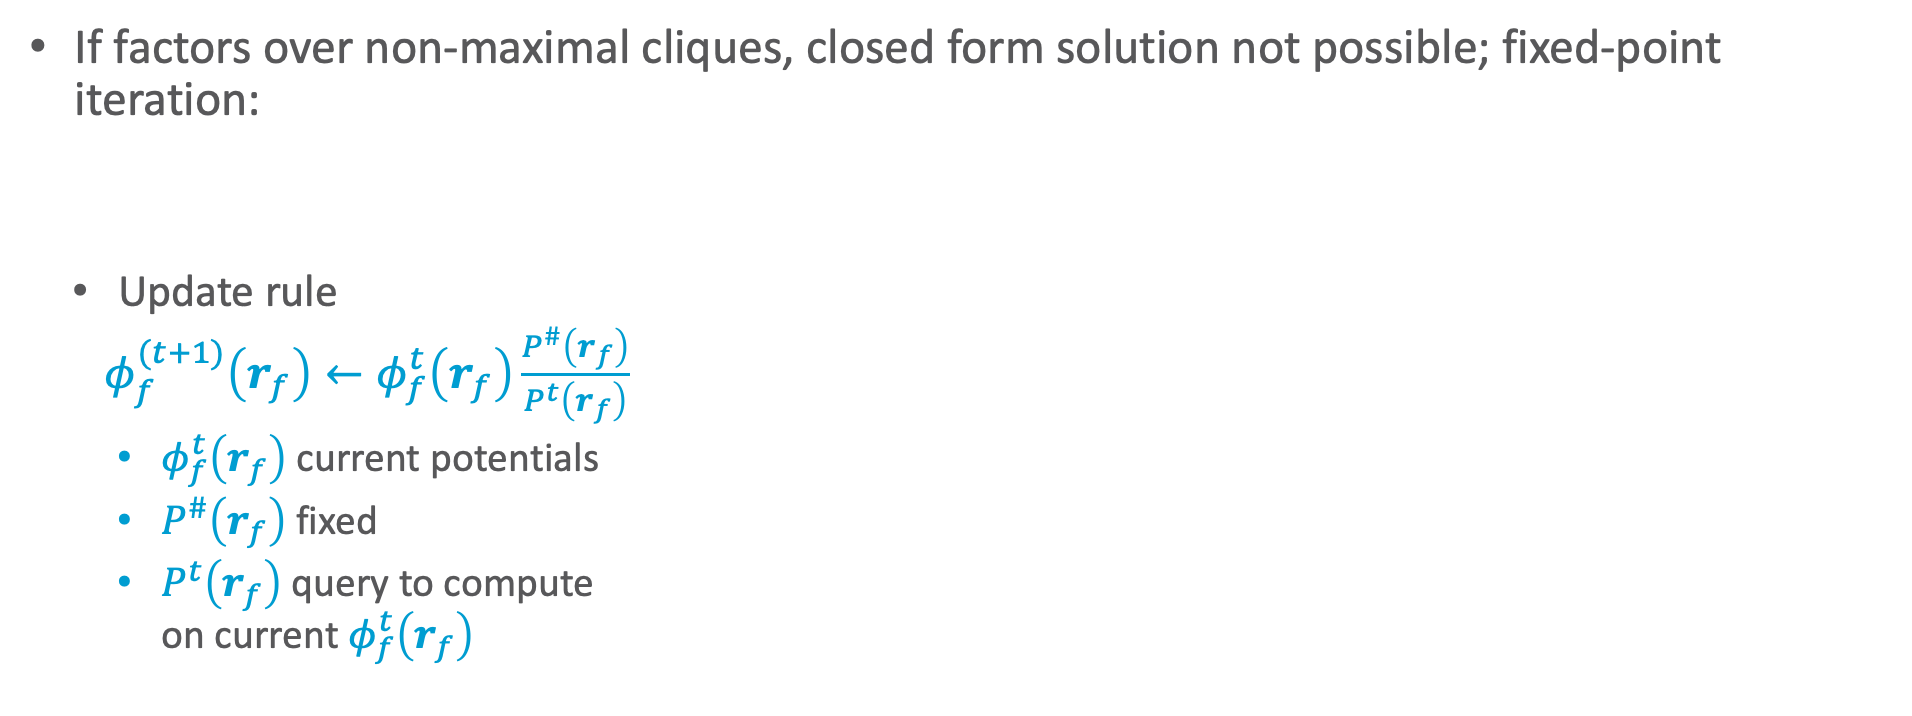 • If factors over non-maximal cliques, closed form solution not possible; fixed-point
iteration:
• Update rule
𝜙_f^{(t+1)}(𝒓_f) ← 𝜙_f^t(𝒓_f) P^#(𝒓_f) / P^t(𝒓_f)
• 𝜙_f^t(𝒓_f) current potentials
• P^#(𝒓_f) fixed
• P^t(𝒓_f) query to compute
on current 𝜙_f^t(𝒓_f)